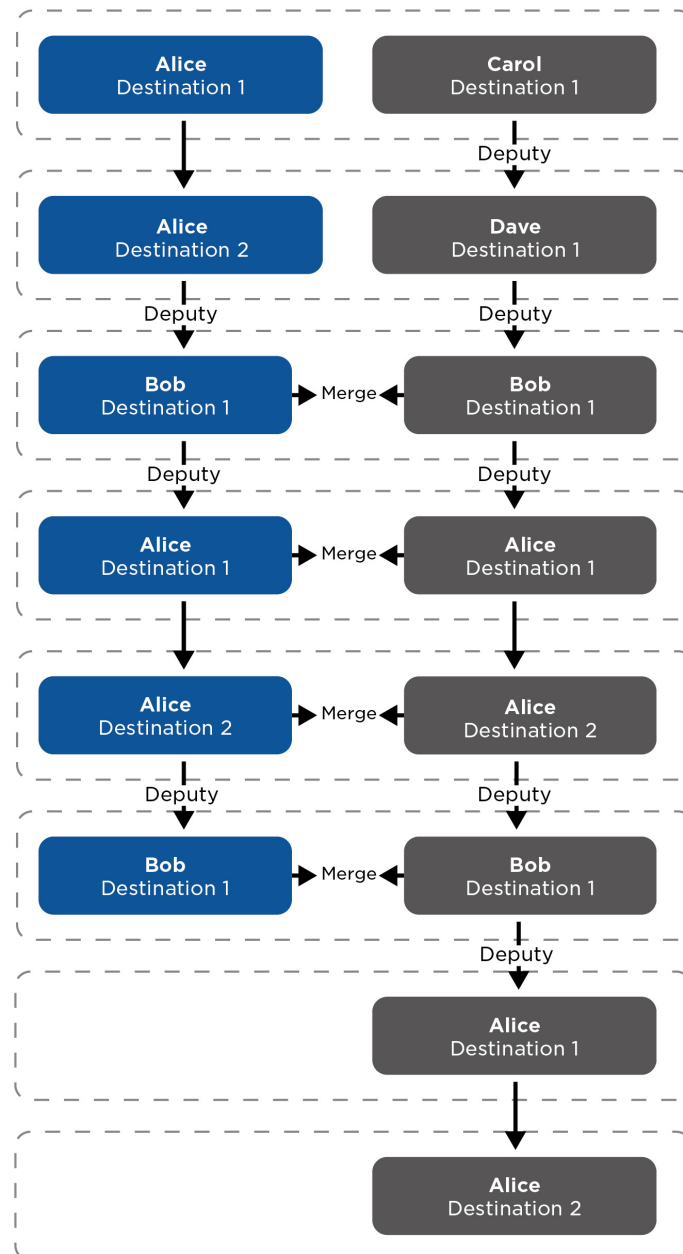 Alice
Destination 1
Carol
Destination 1
Deputy
Alice
Destination 2
Dave
Destination 1
Deputy
Deputy
Bob
Destination 1
Merge
Bob
Destination 1
Deputy
Deputy
Alice
Destination 1
Merge
Alice
Destination 1
Alice
Destination 2
Merge
Alice
Destination 2
Deputy
Deputy
Bob
Destination 1
Merge
Bob
Destination 1
Deputy
Alice
Destination 1
Alice
Destination 2